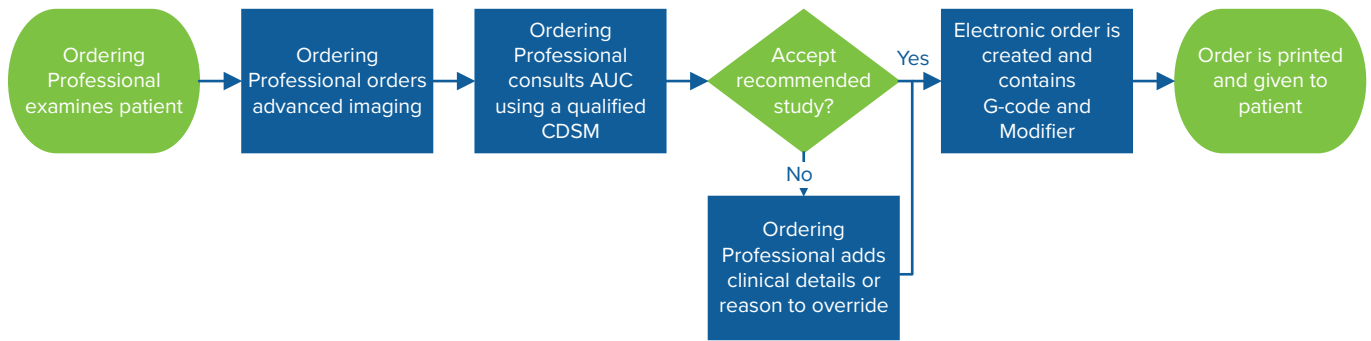 Ordering
Professional
examines patient
Ordering
Professional orders
advanced imaging
Ordering
Professional
consults AUC
using a qualified
CDSM
Accept
recommended
study?
Yes
No
Ordering
Professional adds
clinical details or
reason to override
Electronic order is
created and
contains
G-code and
Modifier
Order is printed
and given to
patient